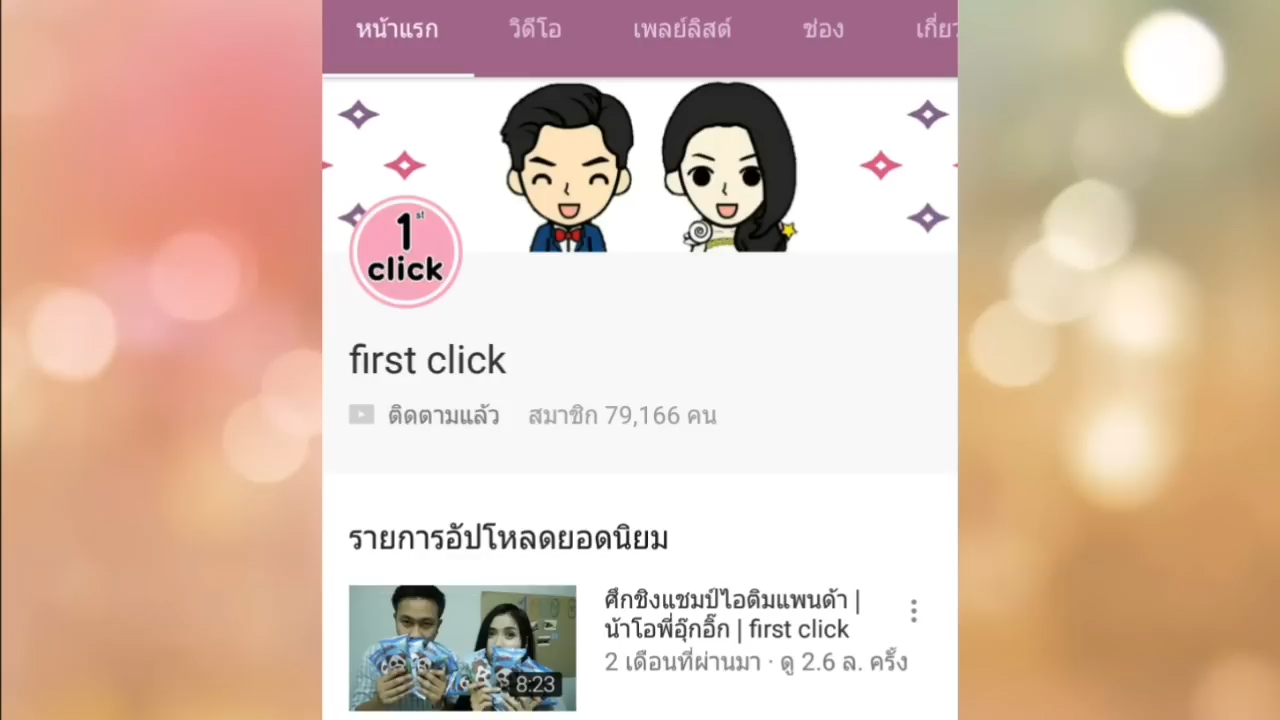 หน้าแรก วิดีโอ เพลย์ลิสต์ ช่อง เกี่ยว
1st
click
first click
ติดตามแล้ว สมาชิก 79,166 คน
รายการอัปโหลดยอดนิยม
ศึกชิงแชมป์ไอติมแพนด้า |
น้าโอพี่อุ๊กอิ๊ก | first click
2 เดือนที่ผ่านมา · ดู 2.6 ล. ครั้ง
8:23